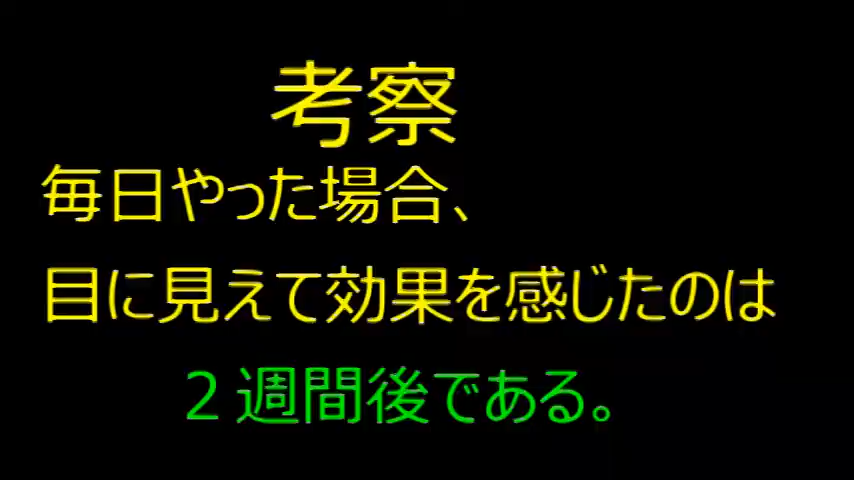 考察
毎日やった場合、
目に見えて効果を感じたのは
２週間後である。